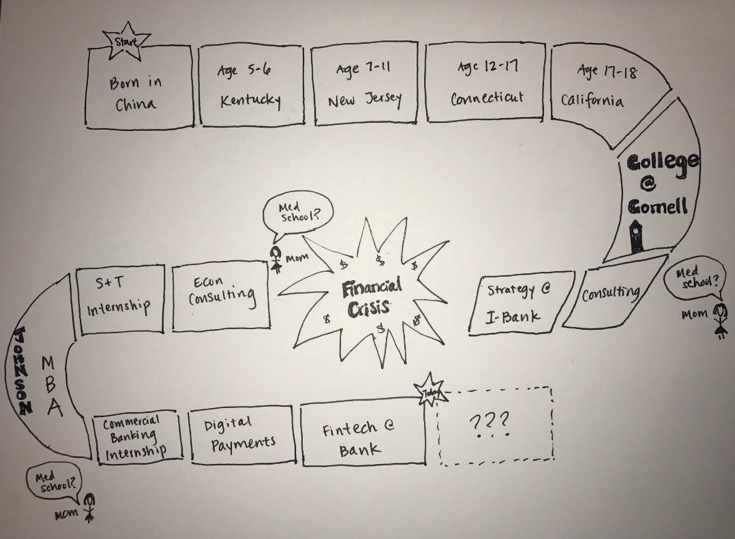 Start
Born in
China
Age 5-6
Kentucky
Age 7-11
New Jersey
Age 12-17
Connecticut
Age 17-18
California
College
@
Cornell
Med
school?
Mom
Consulting
Strategy @
I-Bank
$ $ $
Financial
Crisis
$ $ $
Med
school?
Mom
Econ
Consulting
S+T
Internship
JOHNSON
MBA
Med
school?
Mom
Commercial
Banking
Internship
Digital
Payments
Fintech @
Bank
Today
???